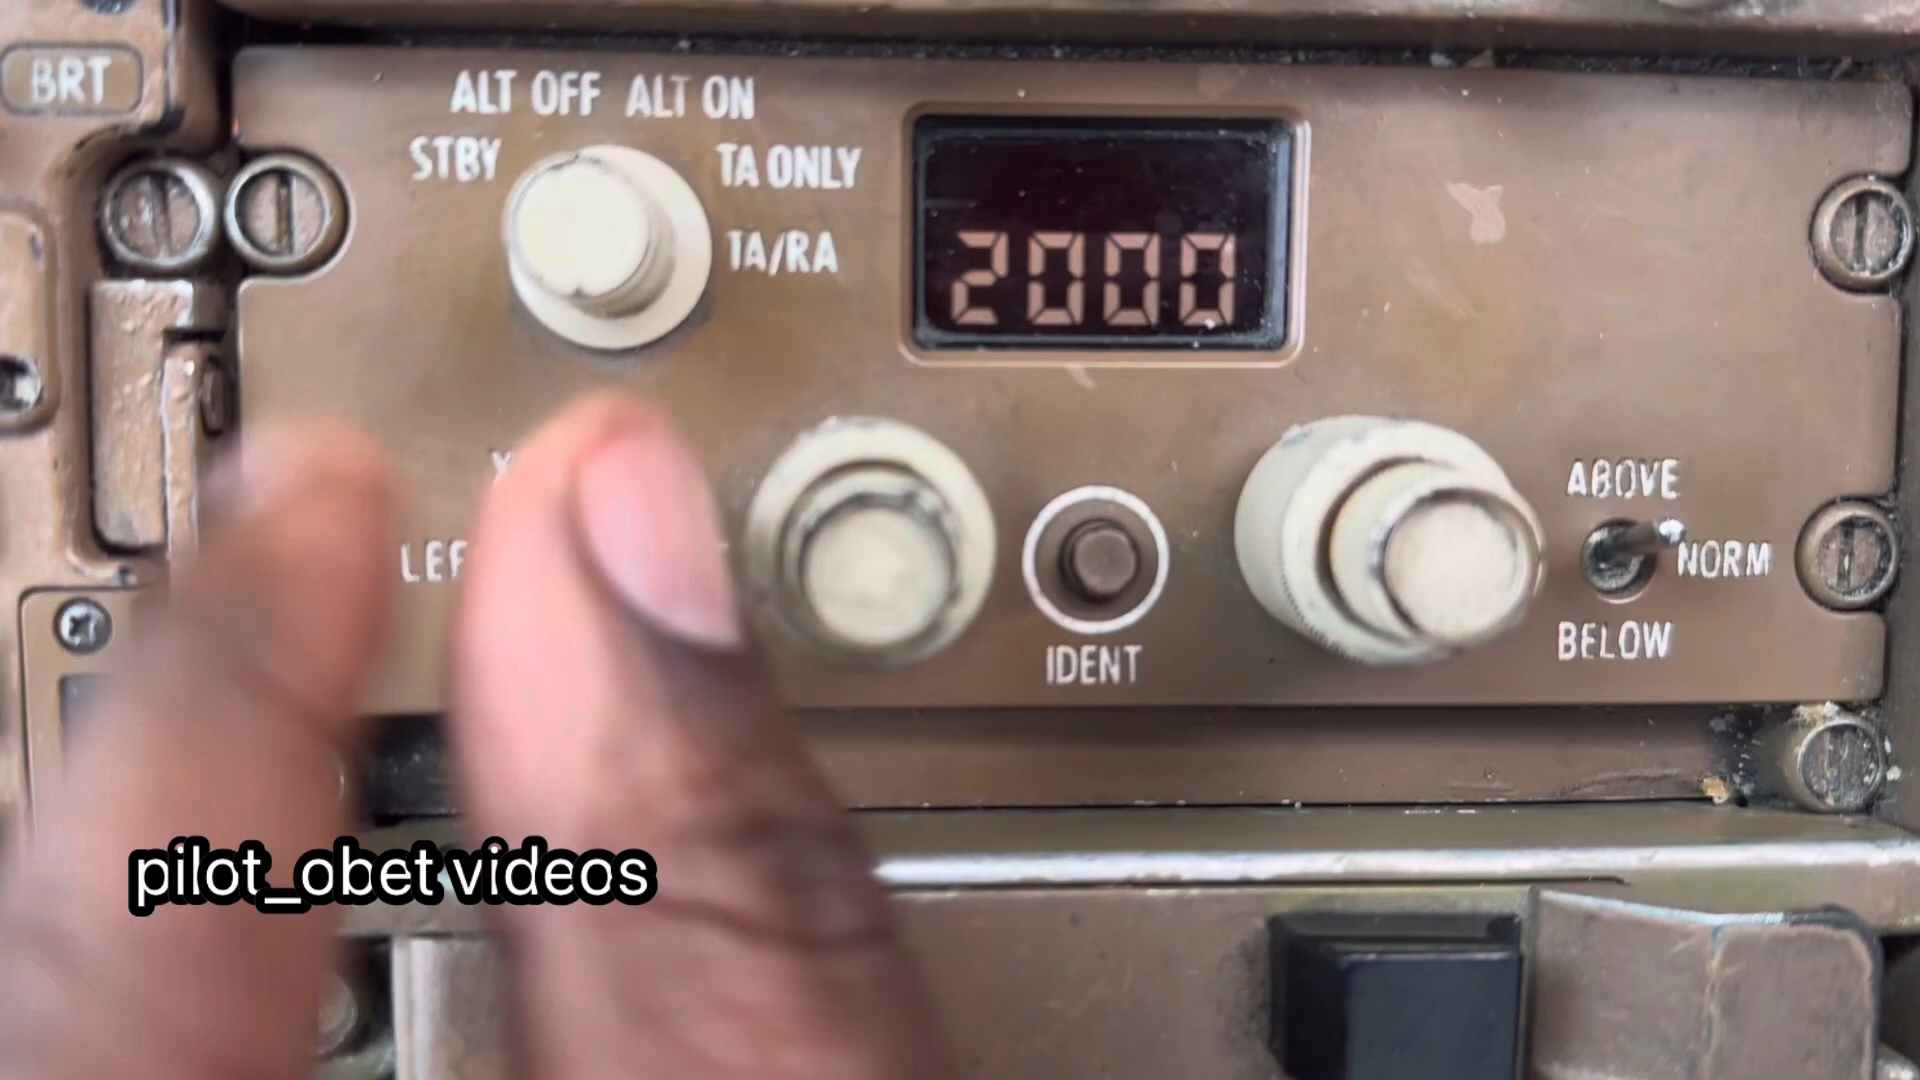 BRT
ALT OFF ALT ON
STBY
TA ONLY
TA/RA
2000
ABOVE
NORM
BELOW
IDENT
pilot_obet videos